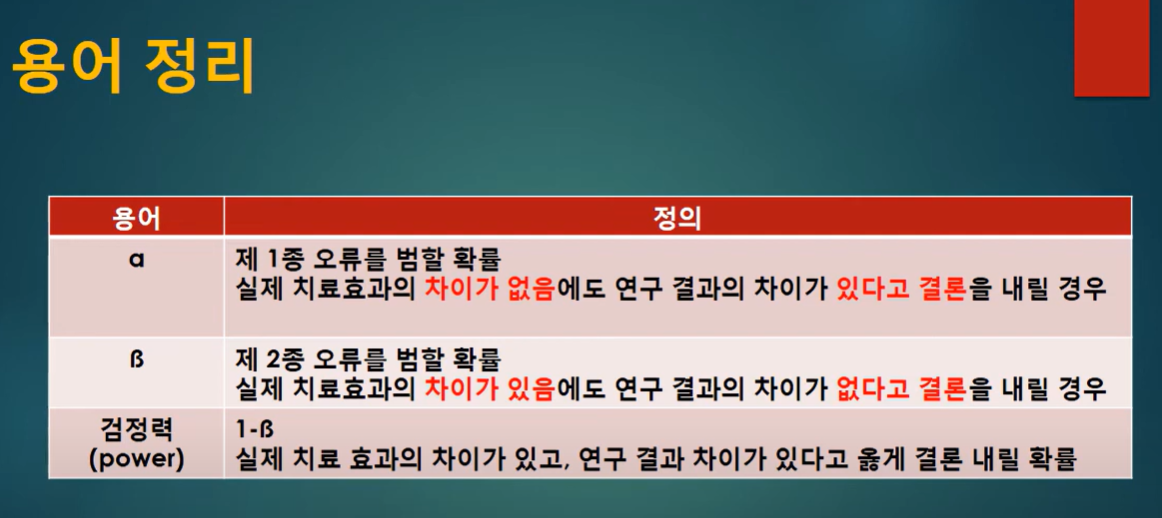 용어 정리
용어 정의
α 제 1종 오류를 범할 확률
실제 치료효과의 차이가 없음에도 연구 결과의 차이가 있다고 결론을 내릴 경우
ß 제 2종 오류를 범할 확률
실제 치료효과의 차이가 있음에도 연구 결과의 차이가 없다고 결론을 내릴 경우
검정력 1-ß
(power) 실제 치료 효과의 차이가 있고, 연구 결과 차이가 있다고 옳게 결론 내릴 확률